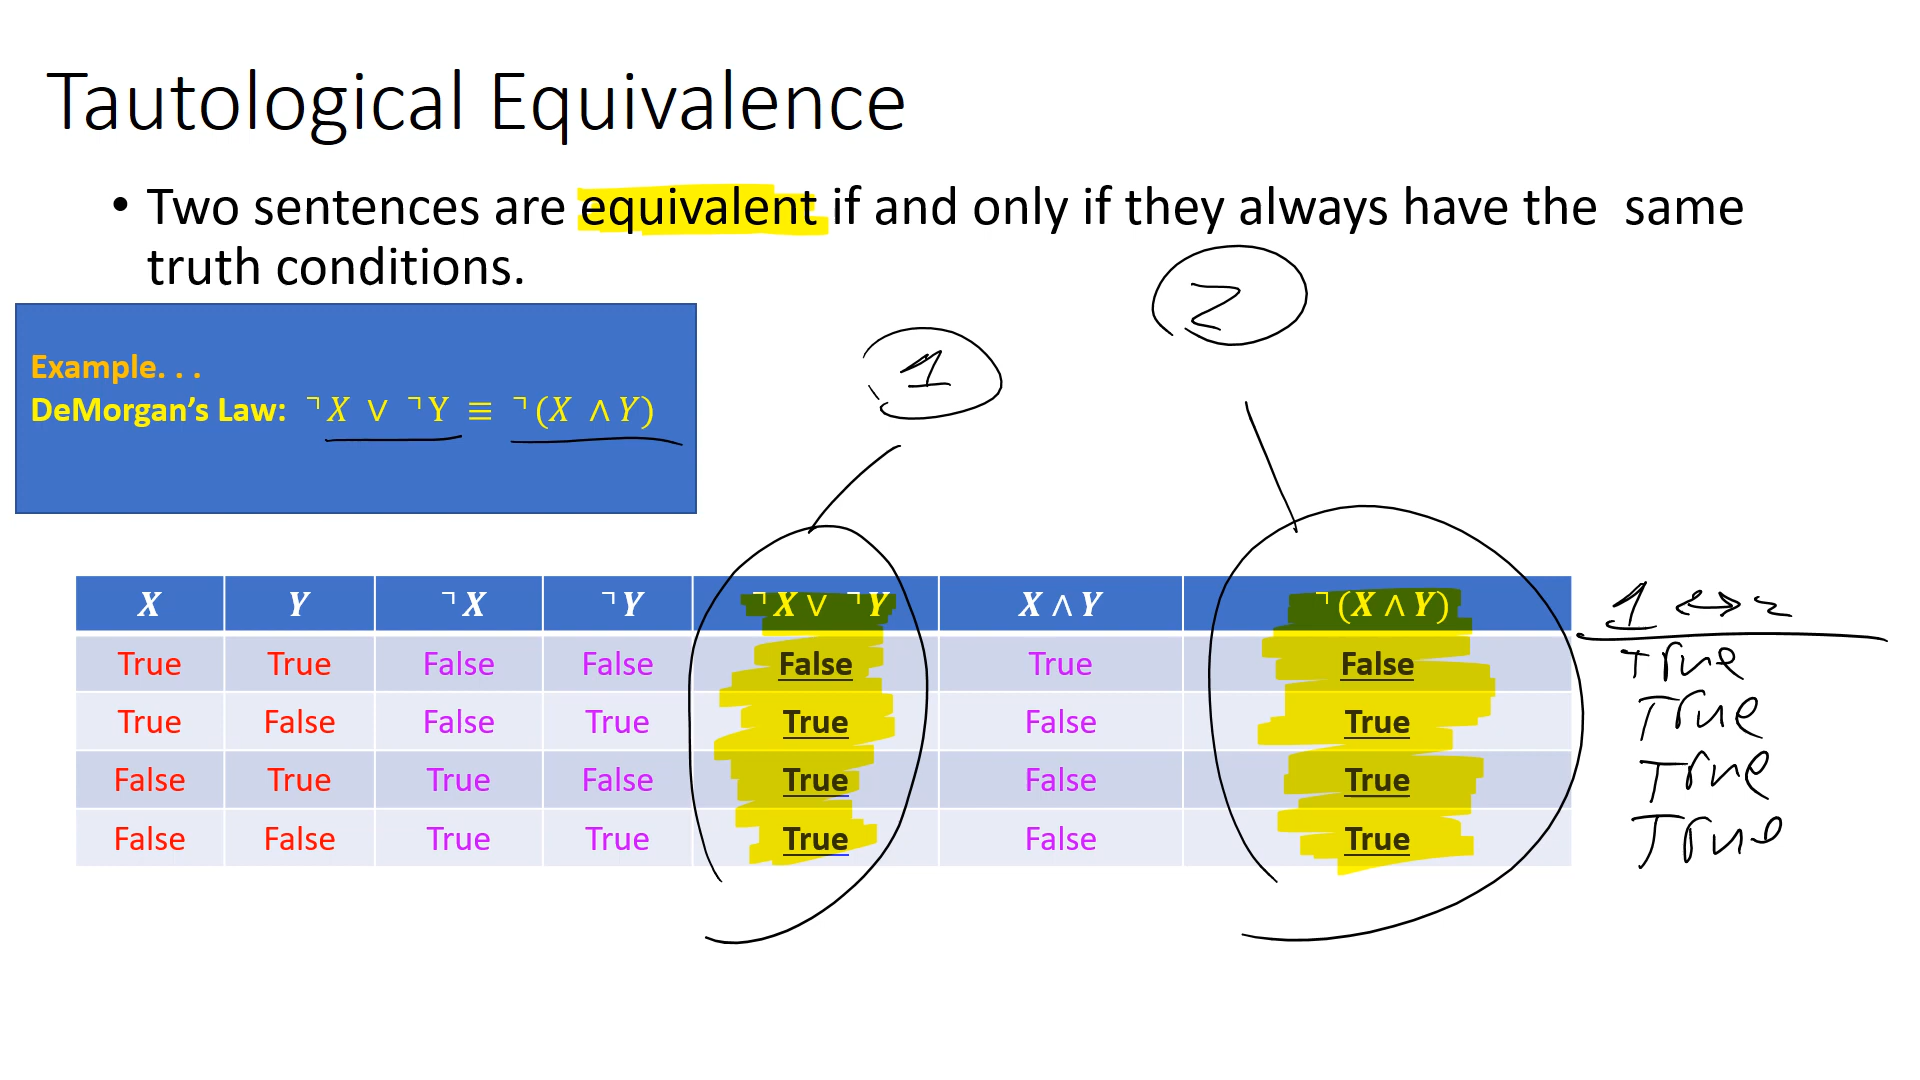 Tautological Equivalence
• Two sentences are equivalent if and only if they always have the same
truth conditions.
2
1
Example. . .
DeMorgan's Law: ¬X ∨ ¬Y ≡ ¬(X ∧ Y)
X Y ¬X ¬Y ¬X ∨ ¬Y X ∧ Y ¬(X ∧ Y) 1 ↔ 2
True True False False False True False True
True False False True True False True True
False True True False True False True True
False False True True True False True True